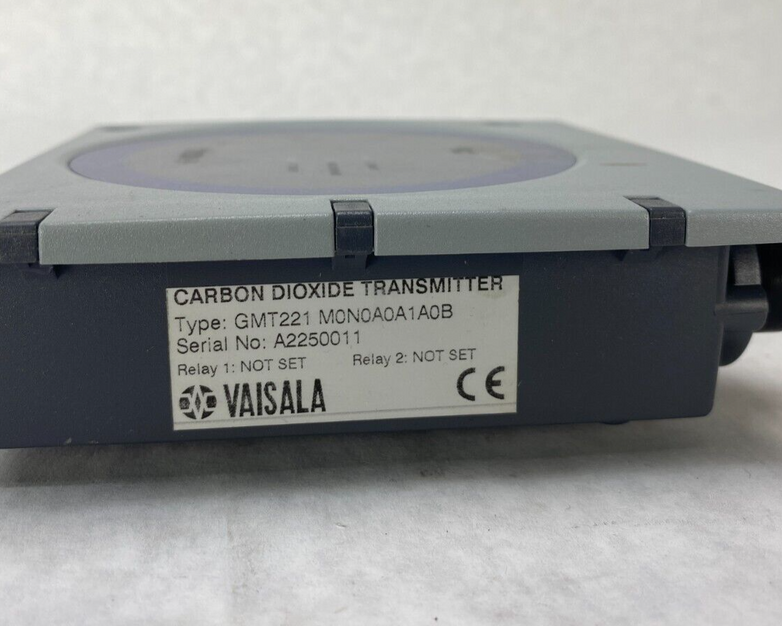 CARBON DIOXIDE TRANSMITTER
Type: GMT221 M0N0A0A1A0B
Serial No: A2250011
Relay 1: NOT SET Relay 2: NOT SET
VAISALA CE